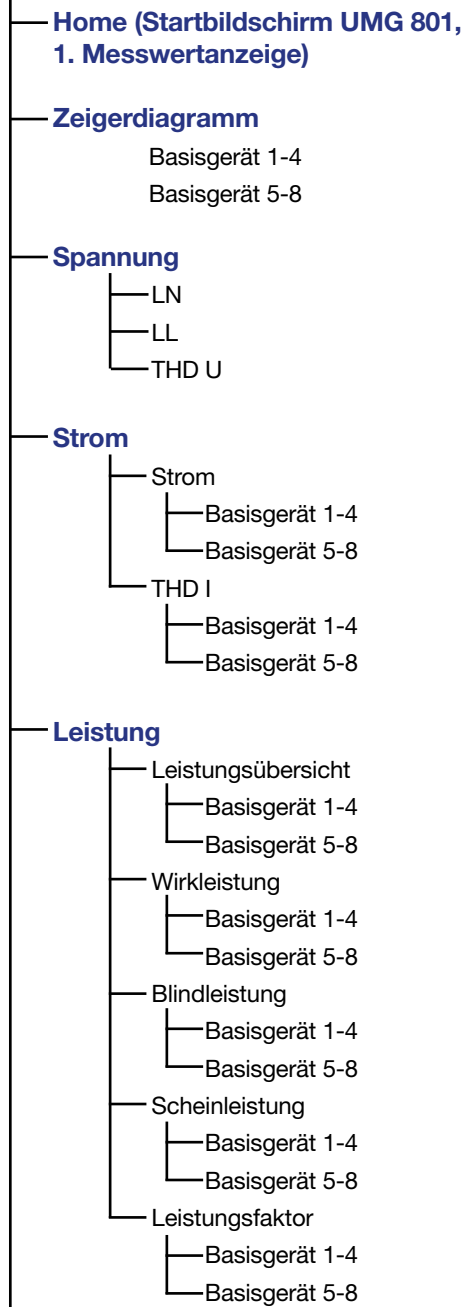 Home (Startbildschirm UMG 801,
1. Messwertanzeige)
Zeigerdiagramm
Basisgerät 1-4
Basisgerät 5-8
Spannung
LN
LL
THD U
Strom
Strom
Basisgerät 1-4
Basisgerät 5-8
THD I
Basisgerät 1-4
Basisgerät 5-8
Leistung
Leistungsübersicht
Basisgerät 1-4
Basisgerät 5-8
Wirkleistung
Basisgerät 1-4
Basisgerät 5-8
Blindleistung
Basisgerät 1-4
Basisgerät 5-8
Scheinleistung
Basisgerät 1-4
Basisgerät 5-8
Leistungsfaktor
Basisgerät 1-4
Basisgerät 5-8